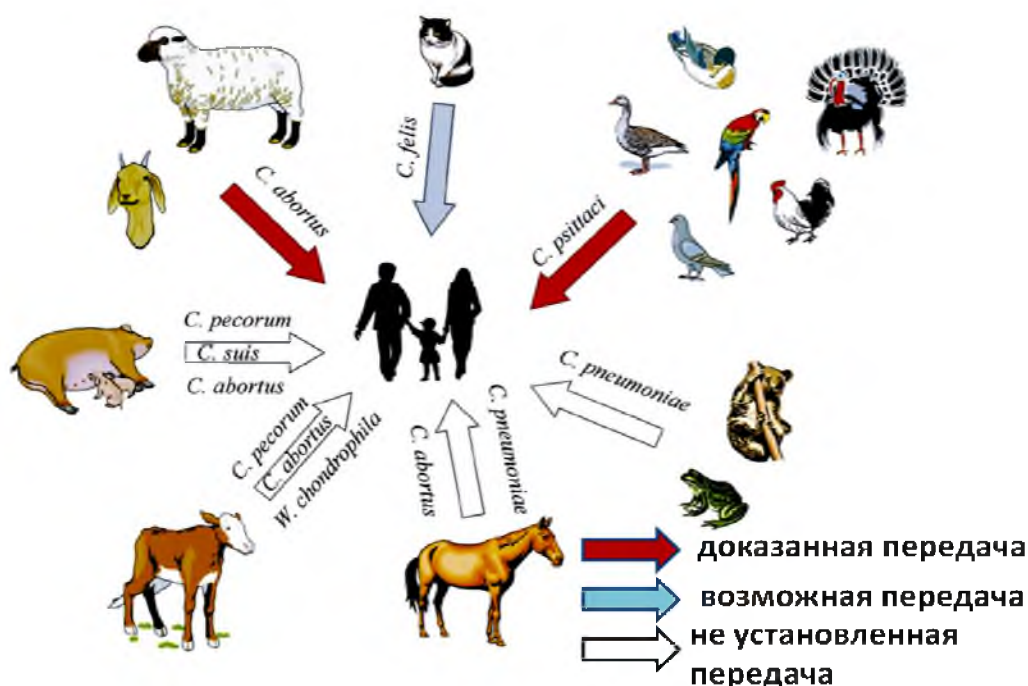 C. abortus
C. felis
C. psittaci
C. pecorum
C. suis
C. abortus
C. pneumoniae
C. pecorum
C. abortus
W. chondrophila
C. abortus
C. pneumoniae
доказанная передача
возможная передача
не установленная
передача